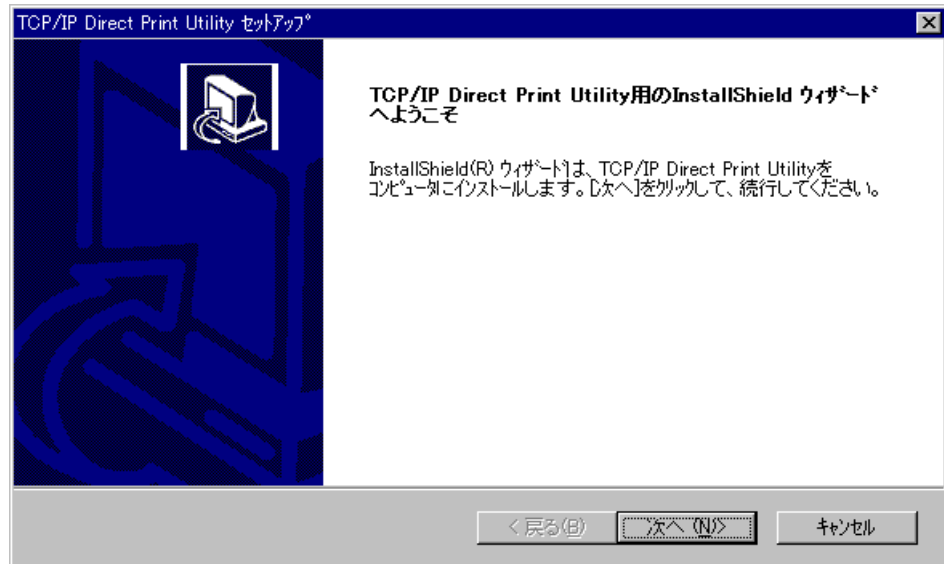 TCP/IP Direct Print Utility ｾｯﾄｱｯﾌﾟ
TCP/IP Direct Print Utility用のInstallShield ｳｨｻﾞｰﾄﾞ
へようこそ
InstallShield(R) ｳｨｻﾞｰﾄﾞは、TCP/IP Direct Print Utilityを
ｺﾝﾋﾟｭｰﾀにインストールします。[次へ]をｸﾘｯｸして、続行してください。
< 戻る(B)
次へ (N)>
ｷｬﾝｾﾙ